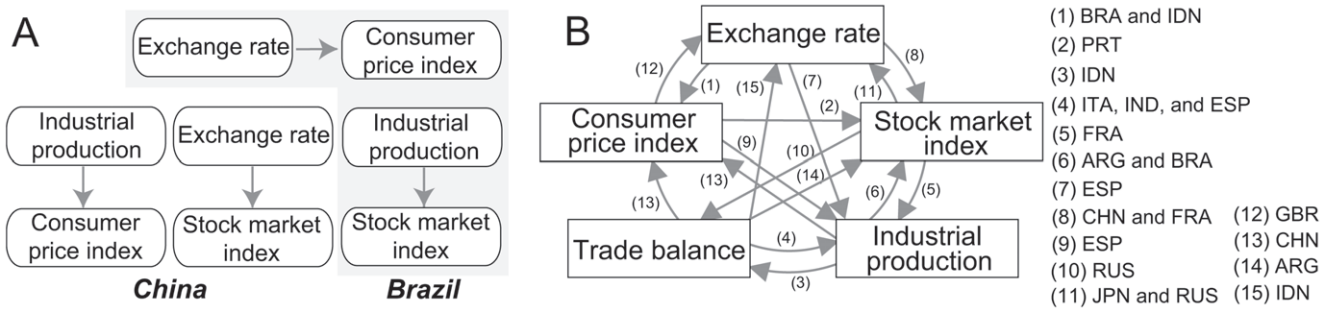 A
Exchange rate
Consumer
price index
Industrial
production
Exchange rate
Industrial
production
Consumer
price index
Stock market
index
Stock market
index
China
Brazil
B
Exchange rate
(12)
(1)
(15)
(7)
(8)
(11)
Consumer
price index
(2)
Stock market
index
(9)
(10)
(13)
(14)
(13)
(6)
(5)
Trade balance
(4)
Industrial
production
(3)
(1) BRA and IDN
(2) PRT
(3) IDN
(4) ITA, IND, and ESP
(5) FRA
(6) ARG and BRA
(7) ESP
(8) CHN and FRA
(9) ESP
(10) RUS
(11) JPN and RUS
(12) GBR
(13) CHN
(14) ARG
(15) IDN